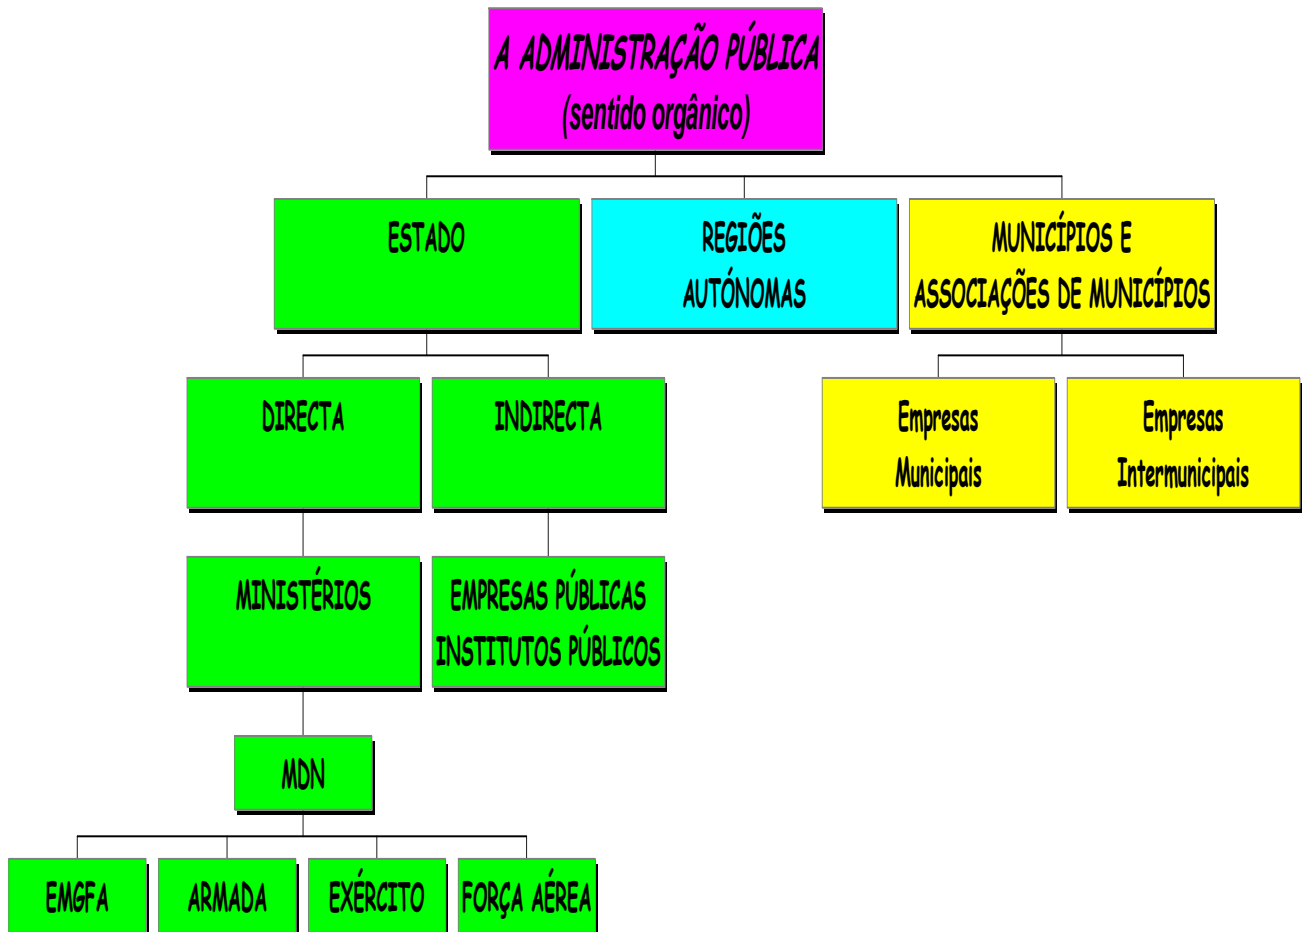 A ADMINISTRAÇÃO PÚBLICA
(sentido orgânico)
ESTADO
REGIÕES
AUTÓNOMAS
MUNICÍPIOS E
ASSOCIAÇÕES DE MUNICÍPIOS
DIRECTA
INDIRECTA
Empresas
Municipais
Empresas
Intermunicipais
MINISTÉRIOS
EMPRESAS PÚBLICAS
INSTITUTOS PÚBLICOS
MDN
EMGFA
ARMADA
EXÉRCITO
FORÇA AÉREA